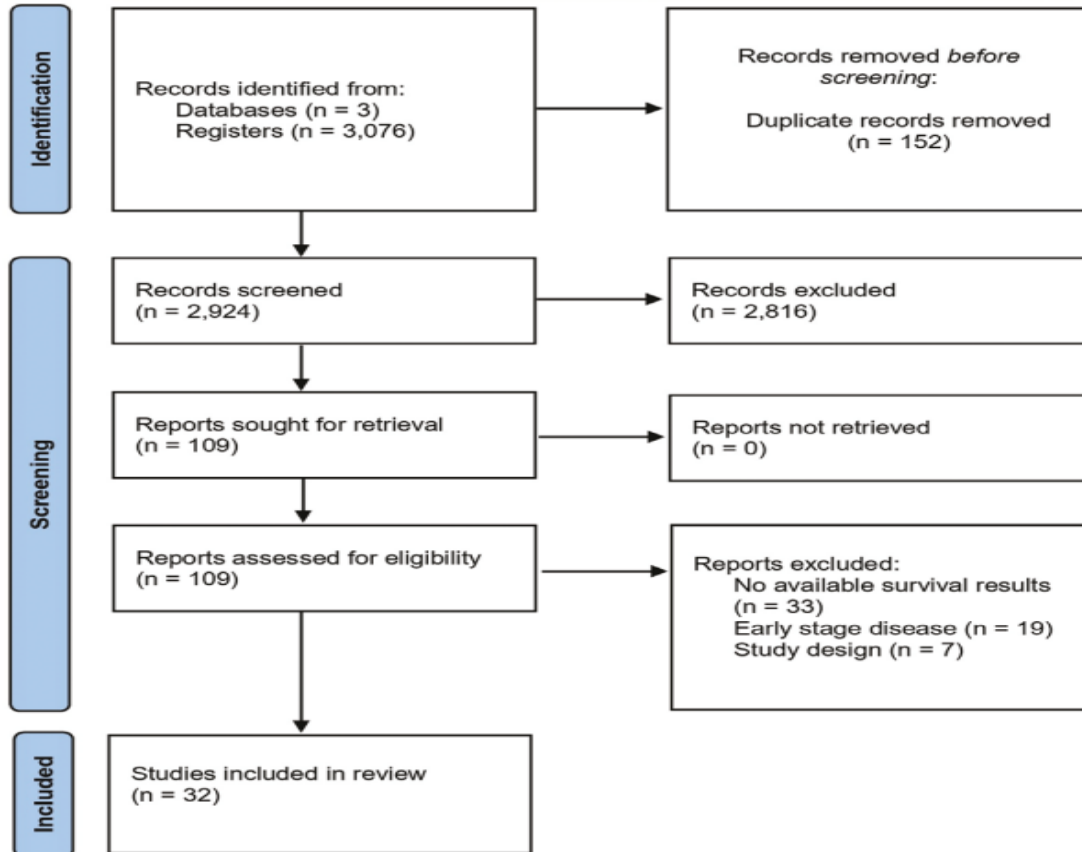 Identification
Records identified from:
Databases (n = 3)
Registers (n = 3,076)
Records removed before
screening:
Duplicate records removed
(n = 152)
Screening
Records screened
(n = 2,924)
Records excluded
(n = 2,816)
Reports sought for retrieval
(n = 109)
Reports not retrieved
(n = 0)
Reports assessed for eligibility
(n = 109)
Reports excluded:
No available survival results
(n = 33)
Early stage disease (n = 19)
Study design (n = 7)
Included
Studies included in review
(n = 32)